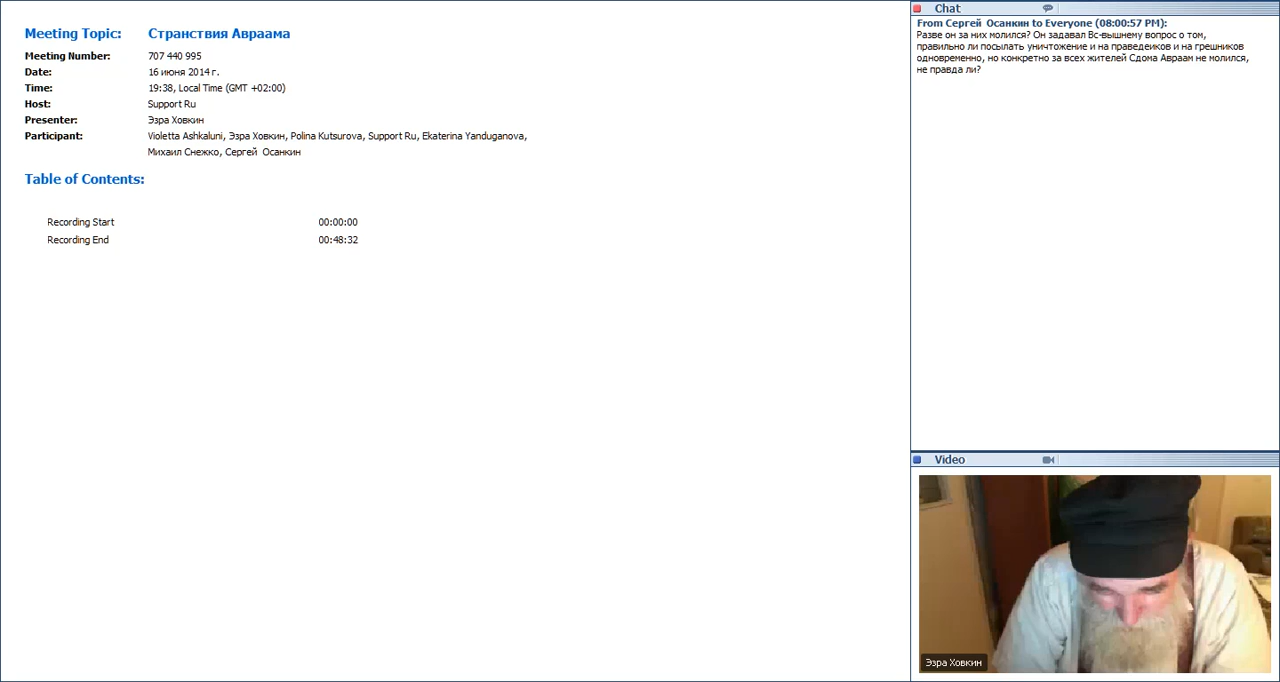 Meeting Topic: Странствия Авраама
Meeting Number: 707 440 995
Date: 16 июня 2014 г.
Time: 19:38, Local Time (GMT +02:00)
Host: Support Ru
Presenter: Эзра Ховкин
Participant: Violetta Ashkaluni, Эзра Ховкин, Polina Kutsurova, Support Ru, Ekaterina Yanduganova,
Михаил Снежко, Сергей Осанкин
Table of Contents:
Recording Start 00:00:00
Recording End 00:48:32
Chat
From Сергей Осанкин to Everyone (08:00:57 PM):
Разве он за них молился? Он задавал Вс-вышнему вопрос о том,
правильно ли посылать уничтожение и на праведеиков и на грешников
одновременно, но конкретно за всех жителей Сдома Авраам не молился,
не правда ли?
Video
Эзра Ховкин